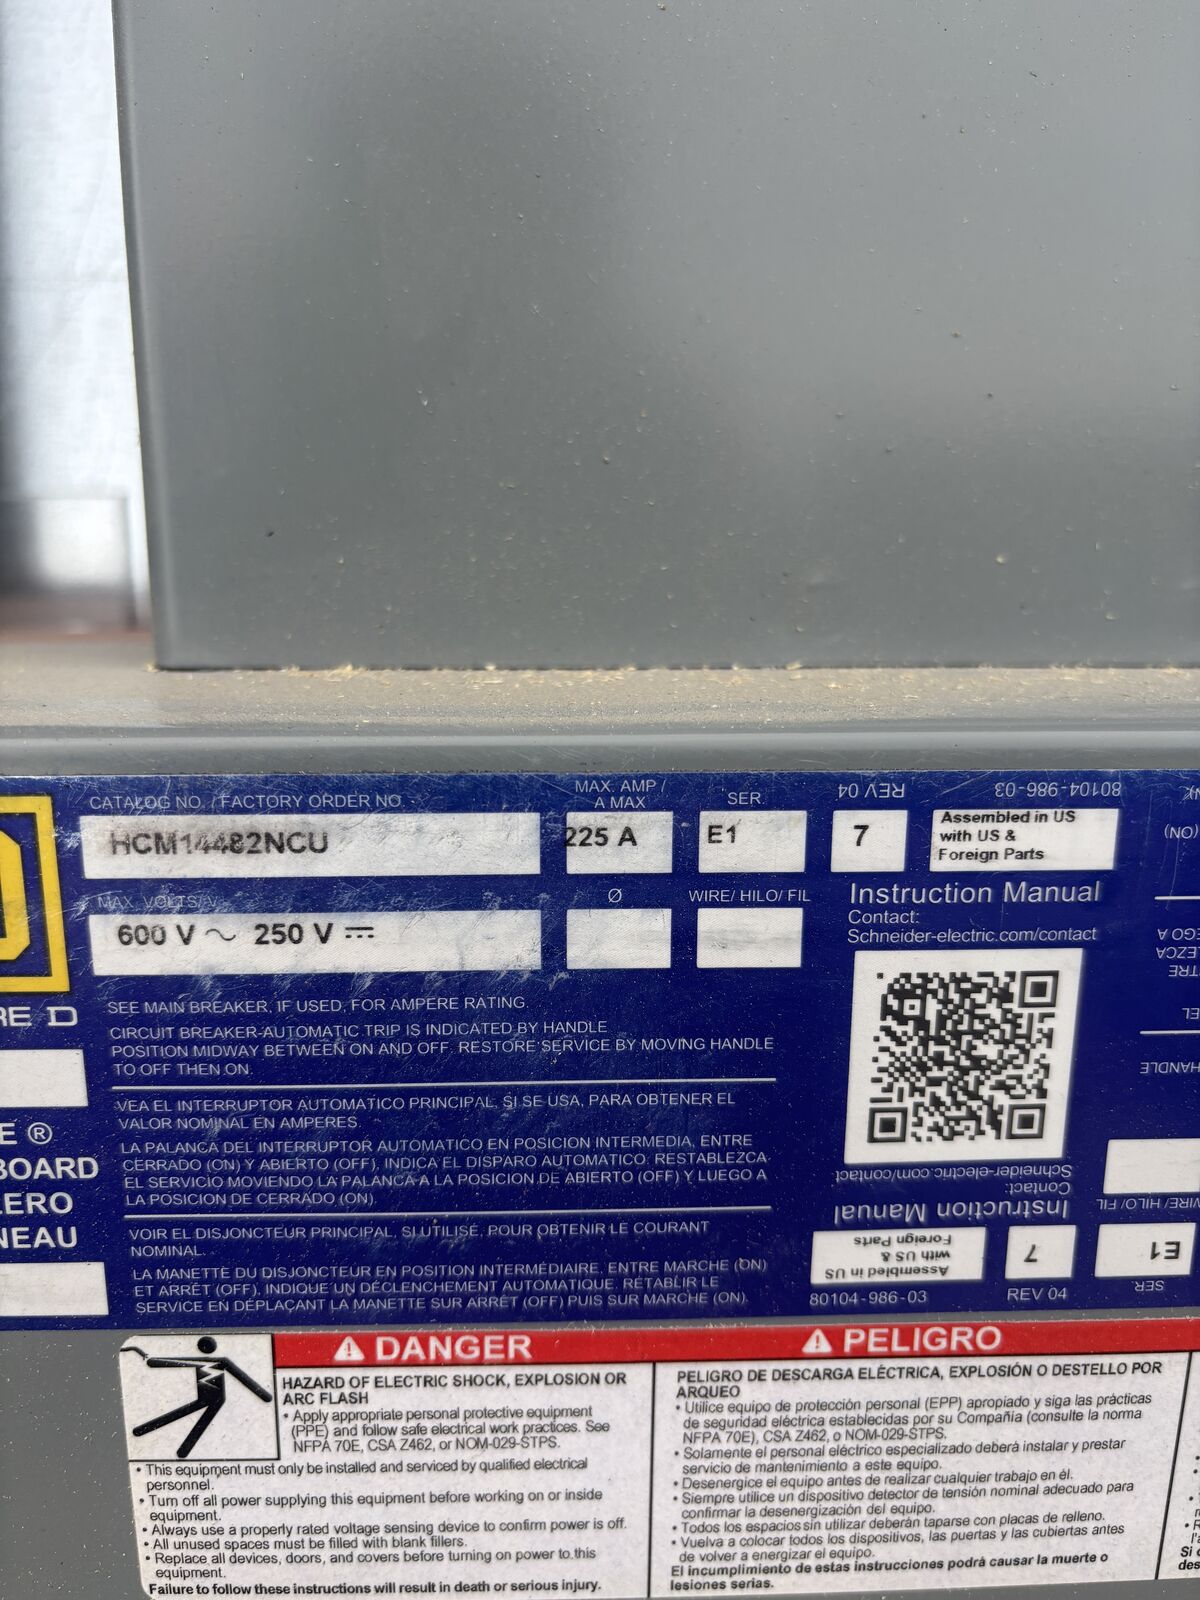 CATALOG NO. / FACTORY ORDER NO.
HCM14482NCU
MAX. AMP /
A MAX
225 A
SER.
E1
REV 04
7
80104-986-03
Assembled in US
with US &
Foreign Parts
MAX. VOLTS/ V
600 V ~ 250 V ⎓
Ø
WIRE/ HILO/ FIL
Instruction Manual
Contact:
Schneider-electric.com/contact
RE D
E ®
BOARD
LERO
NEAU
SEE MAIN BREAKER, IF USED, FOR AMPERE RATING.
CIRCUIT BREAKER-AUTOMATIC TRIP IS INDICATED BY HANDLE
POSITION MIDWAY BETWEEN ON AND OFF. RESTORE SERVICE BY MOVING HANDLE
TO OFF THEN ON.
VEA EL INTERRUPTOR AUTOMATICO PRINCIPAL, SI SE USA, PARA OBTENER EL
VALOR NOMINAL EN AMPERES.
LA PALANCA DEL INTERRUPTOR AUTOMATICO EN POSICION INTERMEDIA, ENTRE
CERRADO (ON) Y ABIERTO (OFF), INDICA EL DISPARO AUTOMATICO. RESTABLEZCA
EL SERVICIO MOVIENDO LA PALANCA A LA POSICION DE ABIERTO (OFF) Y LUEGO A
LA POSICION DE CERRADO (ON).
VOIR EL DISJONCTEUR PRINCIPAL, SI UTILISÉ, POUR OBTENIR LE COURANT
NOMINAL.
LA MANETTE DU DISJONCTEUR EN POSITION INTERMÉDIAIRE, ENTRE MARCHE (ON)
ET ARRÊT (OFF), INDIQUE UN DÉCLENCHEMENT AUTOMATIQUE. RÉTABLIR LE
SERVICE EN DÉPLAÇANT LA MANETTE SUR ARRÊT (OFF) PUIS SUR MARCHE (ON).
Schneider-electric.com/contact
Contact:
Instruction Manual
Assembled in US
with US &
Foreign Parts
80104-986-03
7
REV 04
WIRE/ HILO/ FIL
E1
SER
(ON)
EGO A
LEZCA
TRE
EL
HANDLE
DANGER
HAZARD OF ELECTRIC SHOCK, EXPLOSION OR
ARC FLASH
• Apply appropriate personal protective equipment
(PPE) and follow safe electrical work practices. See
NFPA 70E, CSA Z462, or NOM-029-STPS.
• This equipment must only be installed and serviced by qualified electrical
personnel.
• Turn off all power supplying this equipment before working on or inside
equipment.
• Always use a properly rated voltage sensing device to confirm power is off.
• All unused spaces must be filled with blank fillers.
• Replace all devices, doors, and covers before turning on power to this
equipment.
Failure to follow these instructions will result in death or serious injury.
PELIGRO
PELIGRO DE DESCARGA ELÉCTRICA, EXPLOSIÓN O DESTELLO POR
ARQUEO
• Utilice equipo de protección personal (EPP) apropiado y siga las prácticas
de seguridad eléctrica establecidas por su Compañía (consulte la norma
NFPA 70E), CSA Z462, o NOM-029-STPS.
• Solamente el personal eléctrico especializado deberá instalar y prestar
servicio de mantenimiento a este equipo.
• Desenergice el equipo antes de realizar cualquier trabajo en él.
• Siempre utilice un dispositivo detector de tensión nominal adecuado para
confirmar la desenergización del equipo.
• Todos los espacios sin utilizar deberán taparse con placas de relleno.
• Vuelva a colocar todos los dispositivos, las puertas y las cubiertas antes
de volver a energizar el equipo.
El incumplimiento de estas instrucciones podrá causar la muerte o
lesiones serias.